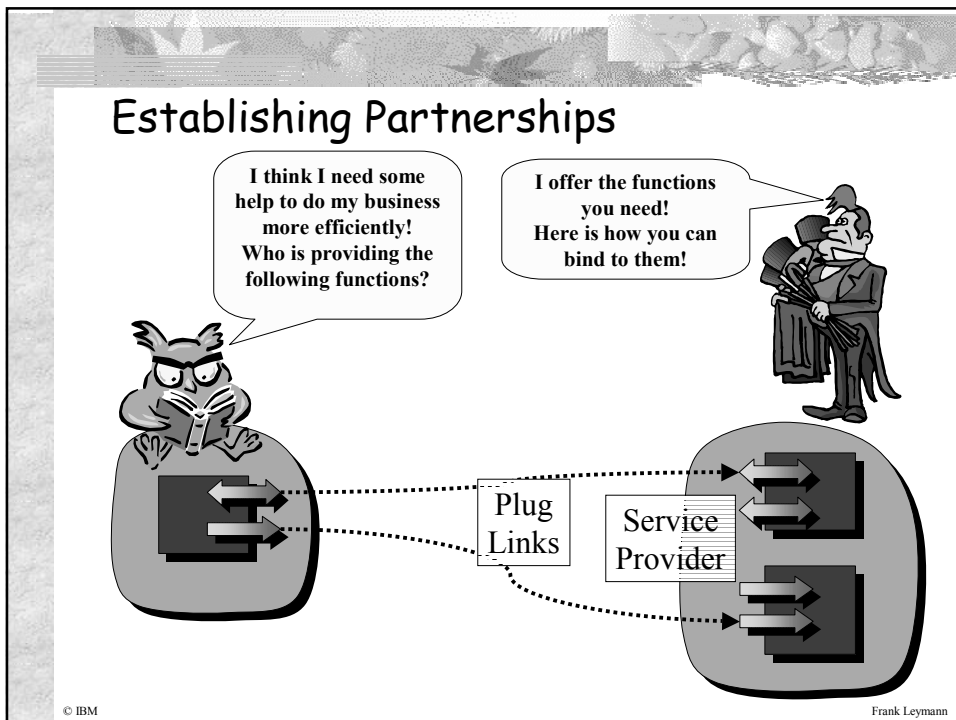 Establishing Partnerships
I think I need some
help to do my business
more efficiently!
Who is providing the
following functions?
I offer the functions
you need!
Here is how you can
bind to them!
Plug
Links
Service
Provider
© IBM
Frank Leymann